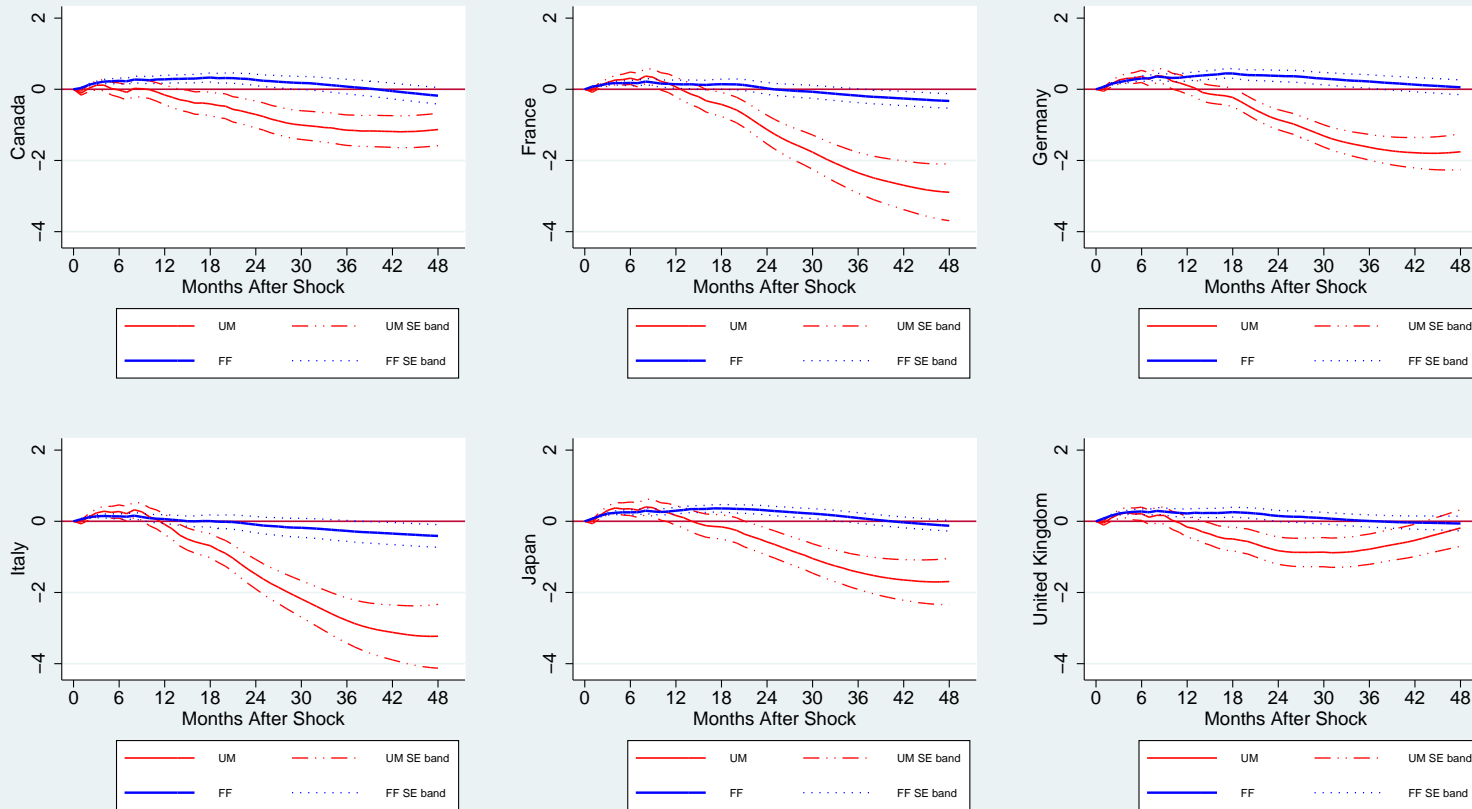 2
0
−2
−4
Canada
0 6 12 18 24 30 36 42 48
Months After Shock
UM UM SE band
FF FF SE band
2
0
−2
−4
France
0 6 12 18 24 30 36 42 48
Months After Shock
UM UM SE band
FF FF SE band
2
0
−2
−4
Germany
0 6 12 18 24 30 36 42 48
Months After Shock
UM UM SE band
FF FF SE band
2
0
−2
−4
Italy
0 6 12 18 24 30 36 42 48
Months After Shock
UM UM SE band
FF FF SE band
2
0
−2
−4
Japan
0 6 12 18 24 30 36 42 48
Months After Shock
UM UM SE band
FF FF SE band
2
0
−2
−4
United Kingdom
0 6 12 18 24 30 36 42 48
Months After Shock
UM UM SE band
FF FF SE band